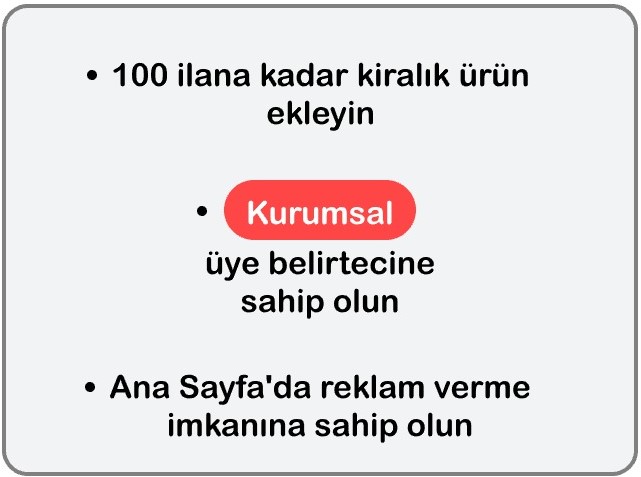 • 100 ilana kadar kiralık ürün
ekleyin
• Kurumsal
üye belirtecine
sahip olun
• Ana Sayfa'da reklam verme
imkanına sahip olun